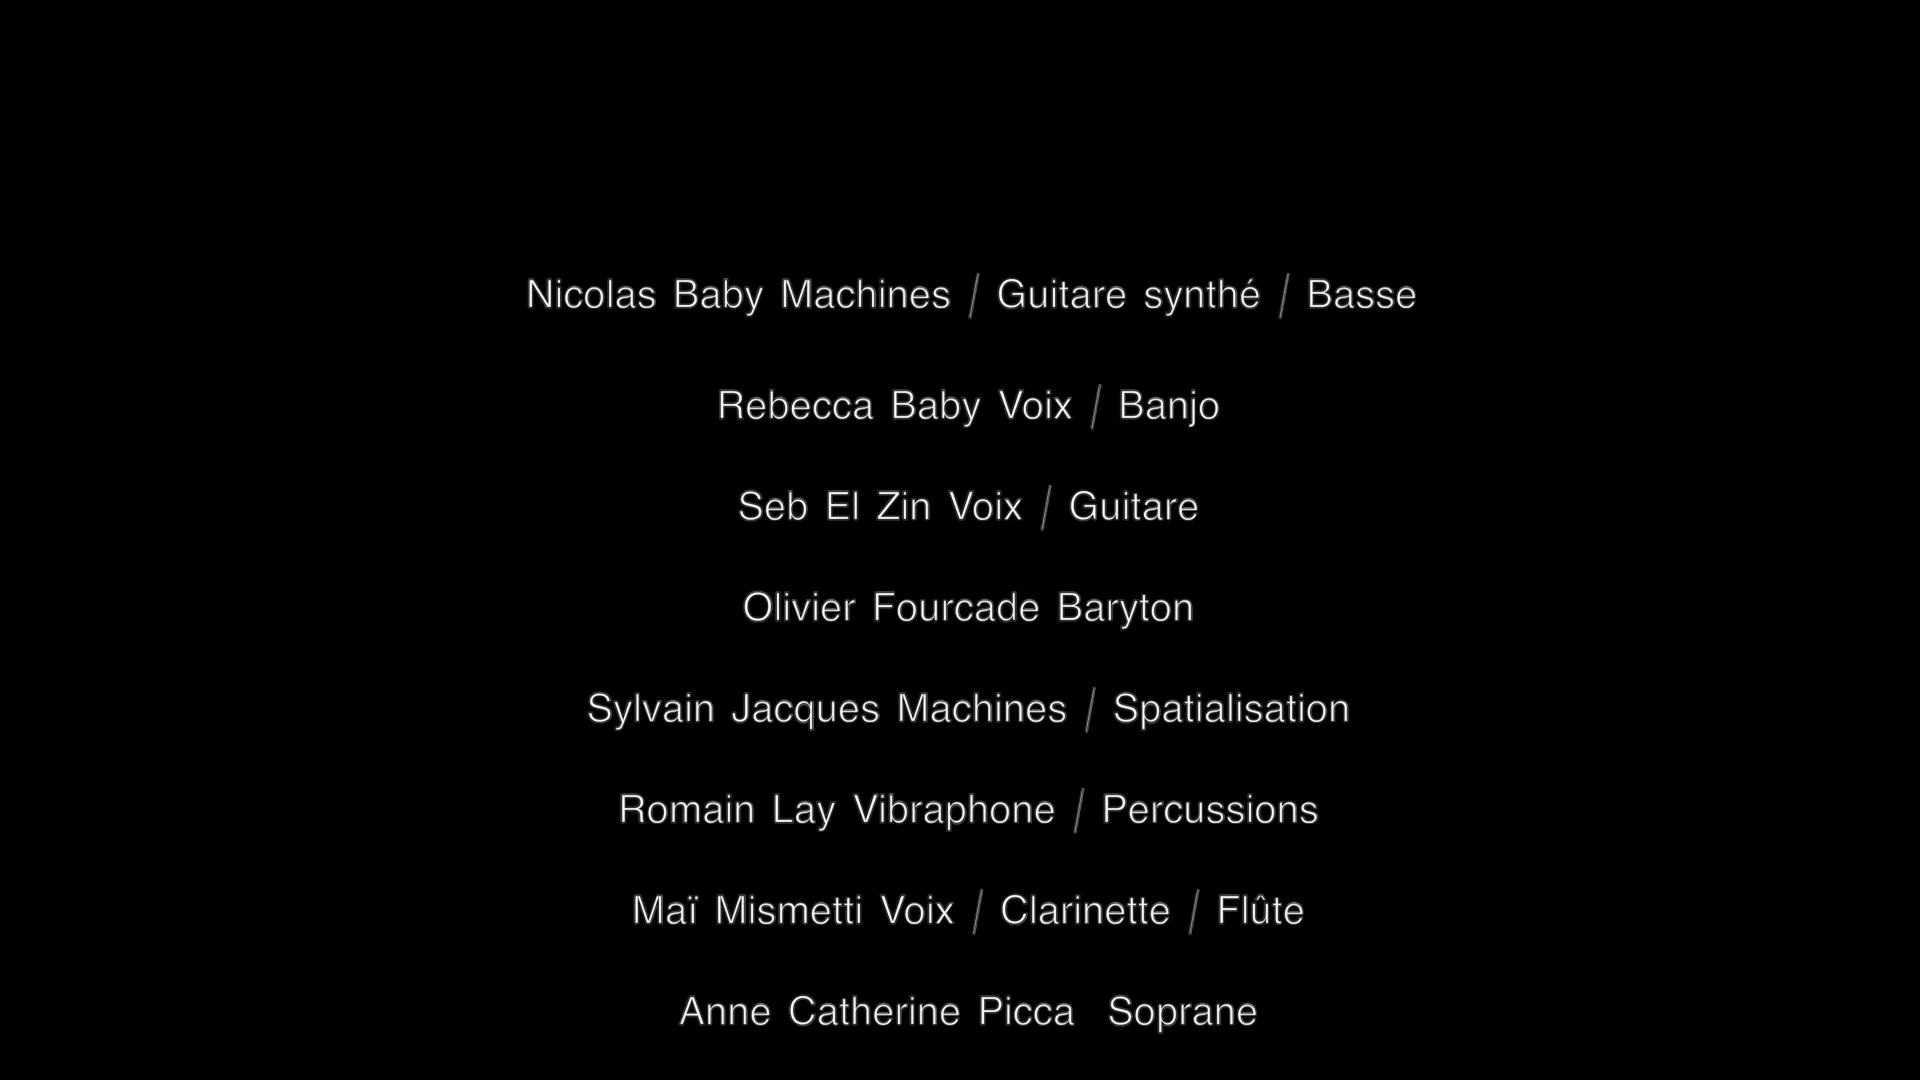 Nicolas Baby Machines / Guitare synthé / Basse
Rebecca Baby Voix / Banjo
Seb El Zin Voix / Guitare
Olivier Fourcade Baryton
Sylvain Jacques Machines / Spatialisation
Romain Lay Vibraphone / Percussions
Maï Mismetti Voix / Clarinette / Flûte
Anne Catherine Picca Soprane